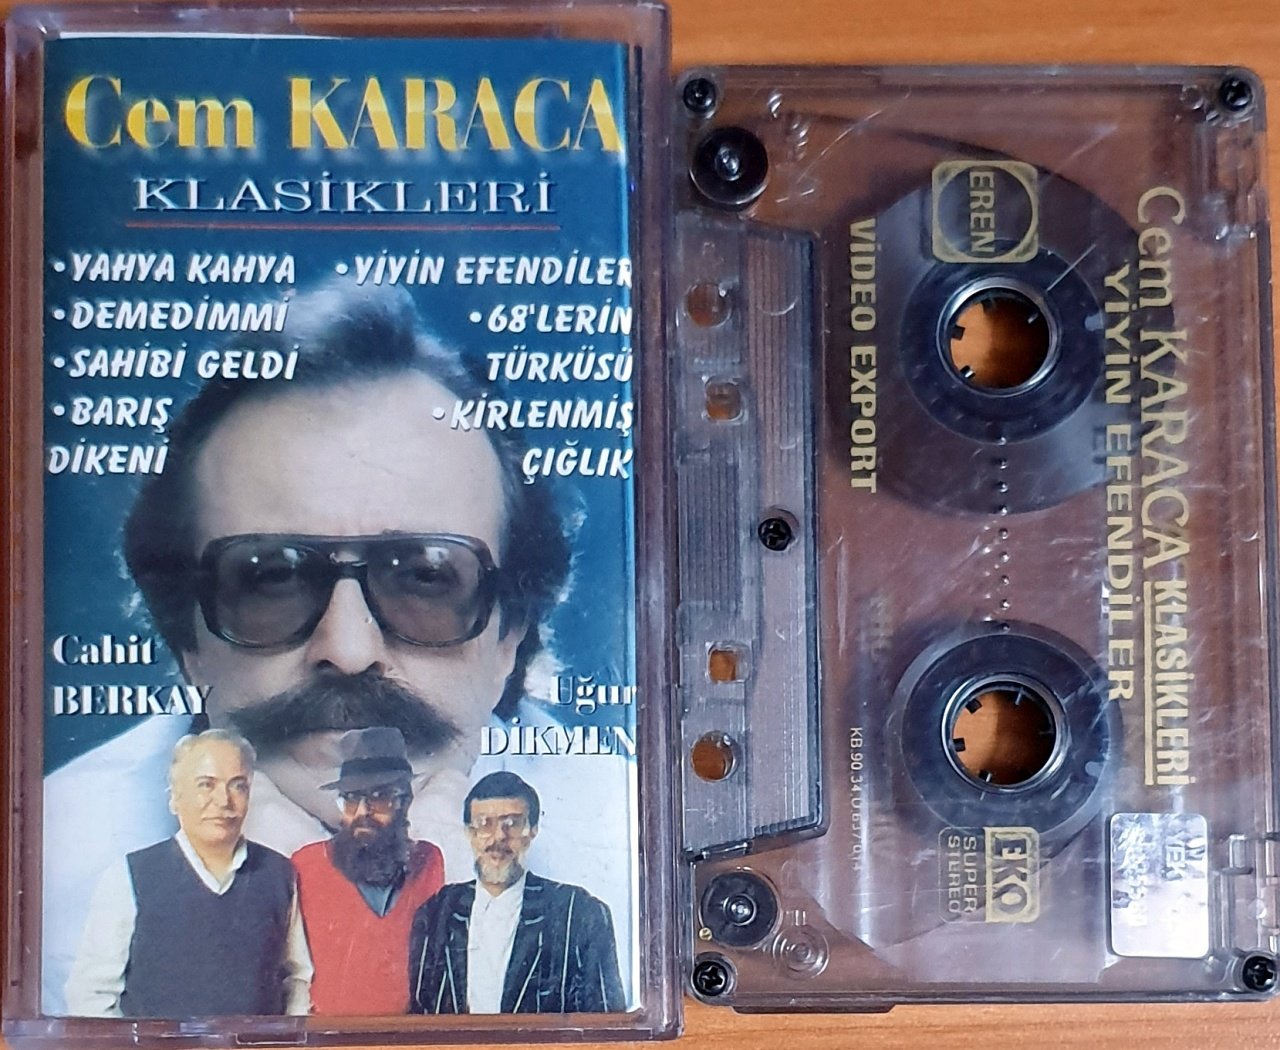 Cem KARACA
KLASİKLERİ
•YAHYA KAHYA
•DEMEDİMMİ
•SAHİBİ GELDİ
•BARIŞ
DİKENİ
•YİYİN EFENDİLER
•68'LERİN
TÜRKÜSÜ
•KİRLENMİŞ
ÇIĞLIK
Cahit
BERKAY
Uğur
DİKMEN
Cem KARACA KLASİKLERİ
YİYİN EFENDİLER
EREN
VİDEO EXPORT
EKO
SUPER
STEREO